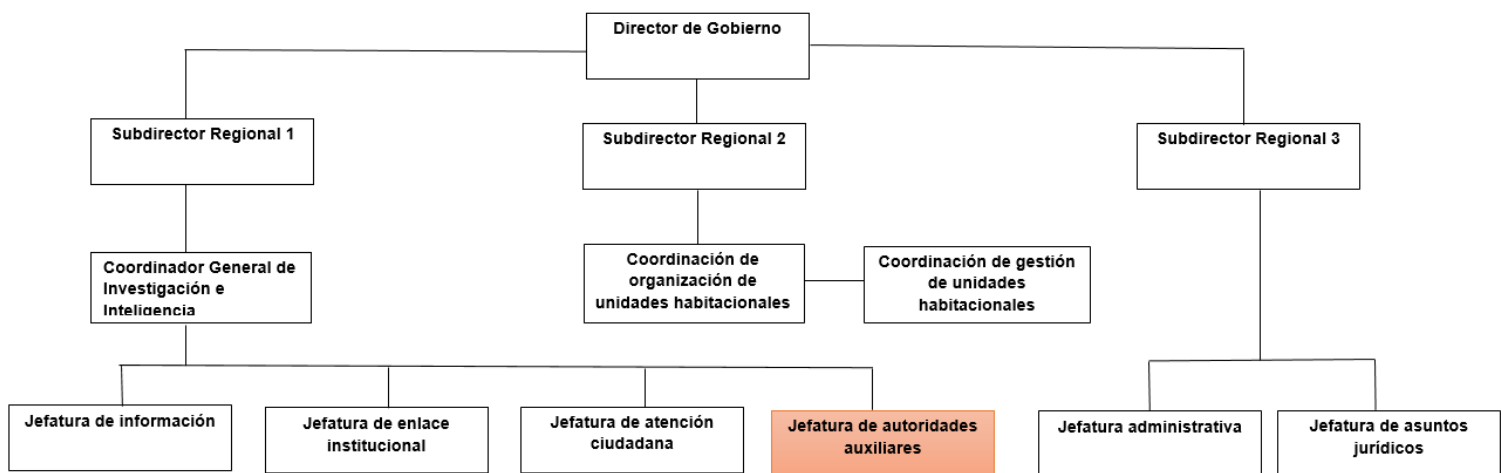 Director de Gobierno
Subdirector Regional 1
Subdirector Regional 2
Subdirector Regional 3
Coordinador General de
Investigación e
Inteligencia
Coordinación de
organización de
unidades habitacionales
Coordinación de gestión
de unidades
habitacionales
Jefatura de información
Jefatura de enlace
institucional
Jefatura de atención
ciudadana
Jefatura de autoridades
auxiliares
Jefatura administrativa
Jefatura de asuntos
jurídicos